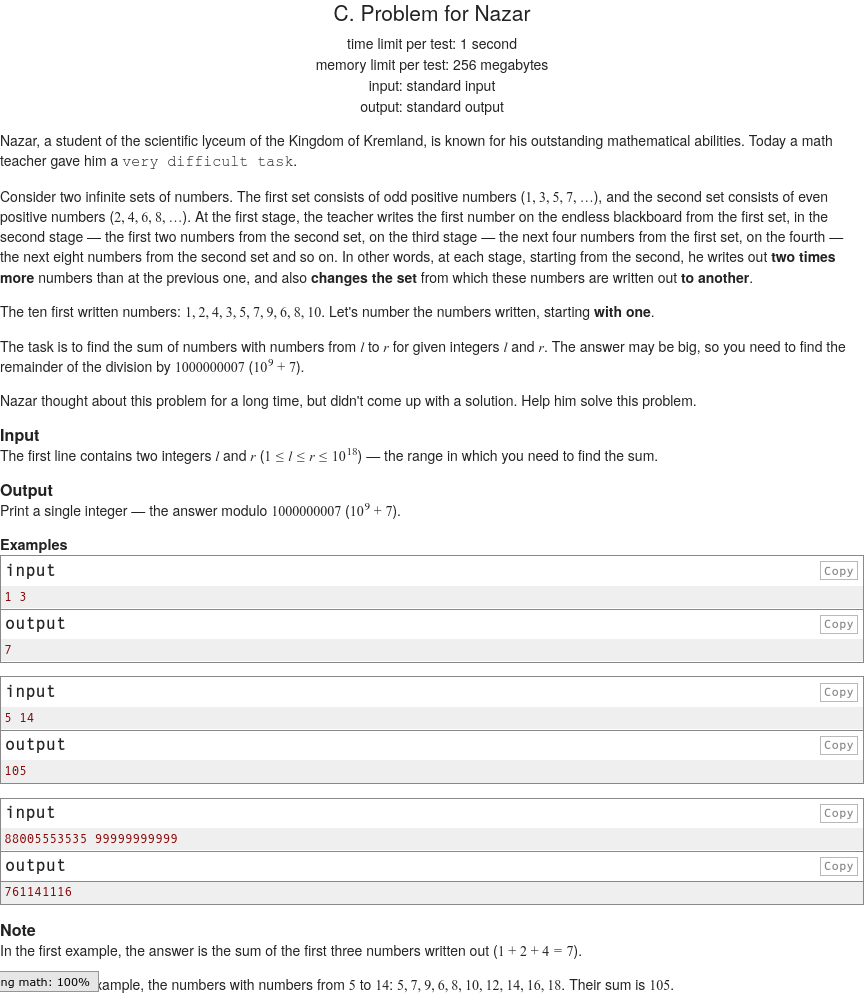 C. Problem for Nazar
time limit per test: 1 second
memory limit per test: 256 megabytes
input: standard input
output: standard output
Nazar, a student of the scientific lyceum of the Kingdom of Kremland, is known for his outstanding mathematical abilities. Today a math
teacher gave him a very difficult task.
Consider two infinite sets of numbers. The first set consists of odd positive numbers (1, 3, 5, 7, …), and the second set consists of even
positive numbers (2, 4, 6, 8, …). At the first stage, the teacher writes the first number on the endless blackboard from the first set, in the
second stage — the first two numbers from the second set, on the third stage — the next four numbers from the first set, on the fourth —
the next eight numbers from the second set and so on. In other words, at each stage, starting from the second, he writes out two times
more numbers than at the previous one, and also changes the set from which these numbers are written out to another.
The ten first written numbers: 1, 2, 4, 3, 5, 7, 9, 6, 8, 10. Let's number the numbers written, starting with one.
The task is to find the sum of numbers with numbers from l to r for given integers l and r. The answer may be big, so you need to find the
remainder of the division by 1000000007 (10⁹ + 7).
Nazar thought about this problem for a long time, but didn't come up with a solution. Help him solve this problem.
Input
The first line contains two integers l and r (1 ≤ l ≤ r ≤ 10¹⁸) — the range in which you need to find the sum.
Output
Print a single integer — the answer modulo 1000000007 (10⁹ + 7).
Examples
input Copy
1 3
output Copy
7
input Copy
5 14
output Copy
105
input Copy
88005553535 99999999999
output Copy
761141116
Note
In the first example, the answer is the sum of the first three numbers written out (1 + 2 + 4 = 7).
ng math: 100% xample, the numbers with numbers from 5 to 14: 5, 7, 9, 6, 8, 10, 12, 14, 16, 18. Their sum is 105.